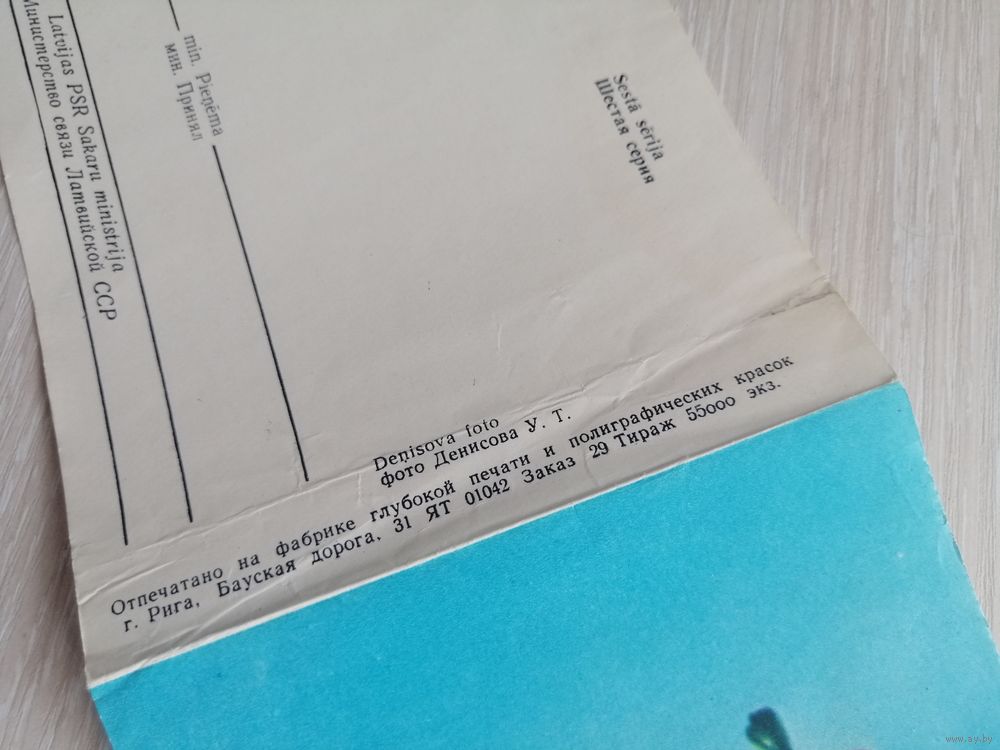 Latvijas PSR Sakaru ministrija
Министерство связи Латвийской ССР
min. Pieņēma
мин. Принял
Sestā sērija
Шестая серия
Deņisova foto
фото Денисова У. Т.
Отпечатано на фабрике глубокой печати и полиграфических красок
г. Рига, Бауская дорога, 31 ЯТ 01042 Заказ 29 Тираж 55000 экз.
www.ay.by